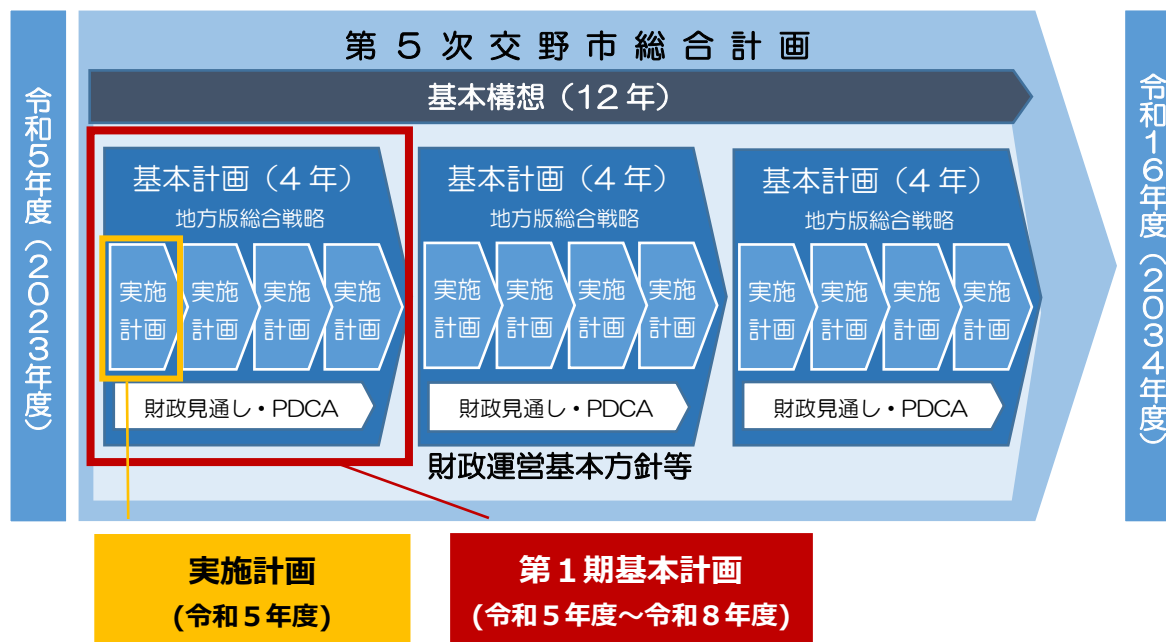 第５次交野市総合計画
基本構想（12年）
令和5年度（2023年度）
令和16年度（2034年度）
基本計画（4年）
地方版総合戦略
実施
計画
実施
計画
実施
計画
実施
計画
財政見通し・PDCA
基本計画（4年）
地方版総合戦略
実施
計画
実施
計画
実施
計画
実施
計画
財政見通し・PDCA
基本計画（4年）
地方版総合戦略
実施
計画
実施
計画
実施
計画
実施
計画
財政見通し・PDCA
財政運営基本方針等
実施計画
(令和５年度)
第１期基本計画
(令和５年度～令和８年度)